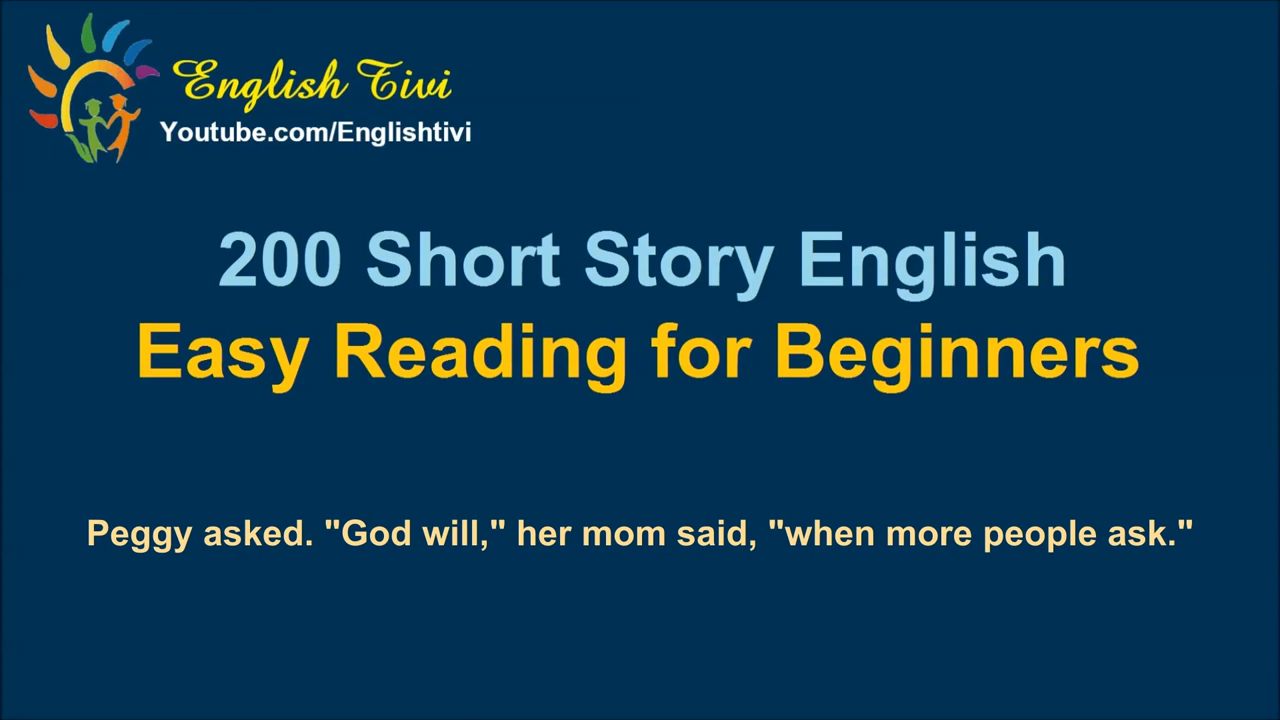 English Tivi
Youtube.com/Englishtivi
200 Short Story English
Easy Reading for Beginners
Peggy asked. "God will," her mom said, "when more people ask."